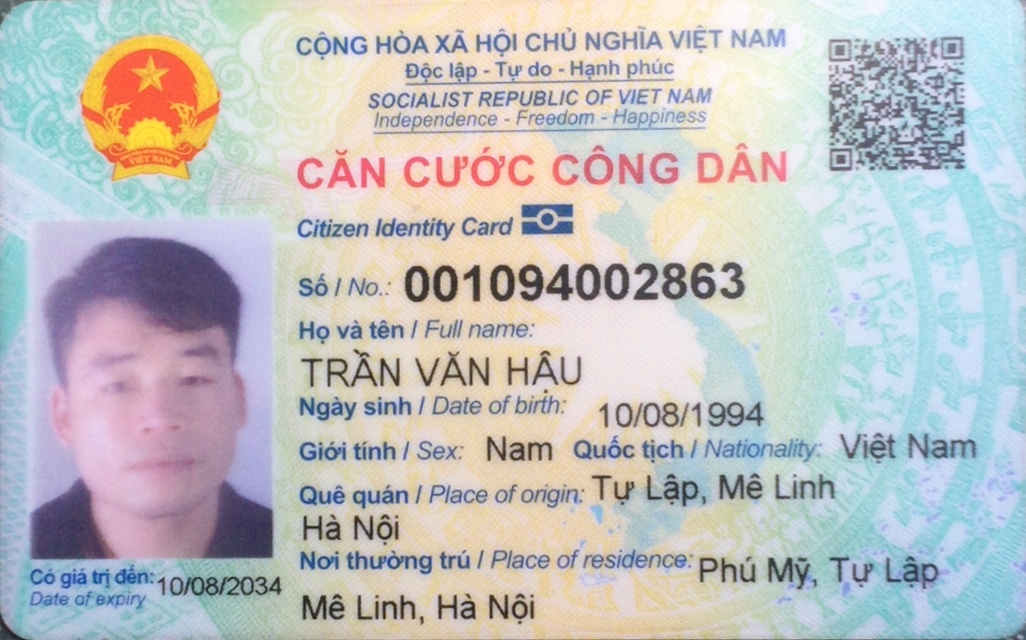 CỘNG HÒA XÃ HỘI CHỦ NGHĨA VIỆT NAM
Độc lập - Tự do - Hạnh phúc
SOCIALIST REPUBLIC OF VIET NAM
Independence - Freedom - Happiness
VIỆT NAM
CĂN CƯỚC CÔNG DÂN
Citizen Identity Card
Số / No.: 001094002863
Họ và tên / Full name:
TRẦN VĂN HẬU
Ngày sinh / Date of birth: 10/08/1994
Giới tính / Sex: Nam Quốc tịch / Nationality: Việt Nam
Quê quán / Place of origin: Tự Lập, Mê Linh
Hà Nội
Nơi thường trú / Place of residence: Phú Mỹ, Tự Lập
Mê Linh, Hà Nội
Có giá trị đến: 10/08/2034
Date of expiry